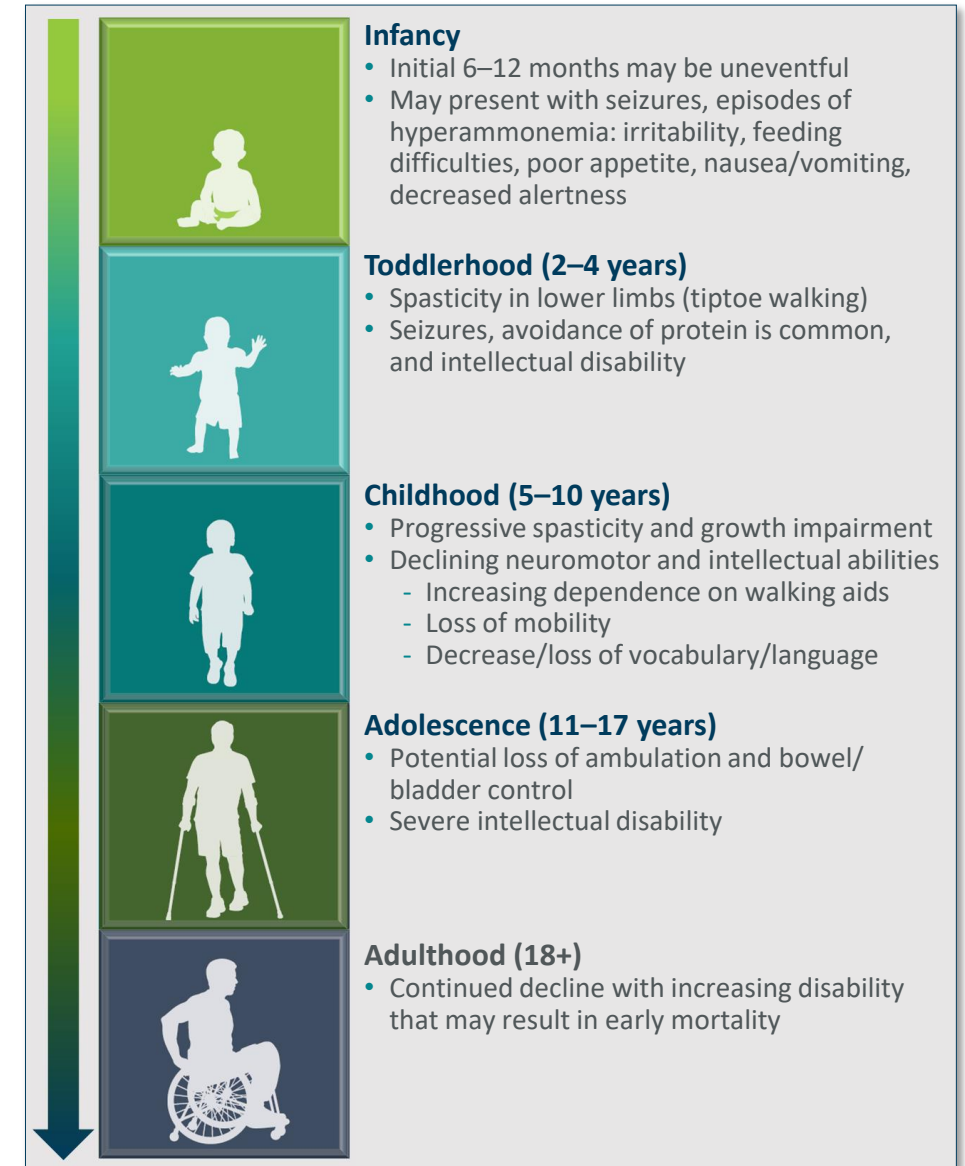 Infancy
• Initial 6–12 months may be uneventful
• May present with seizures, episodes of
hyperammonemia: irritability, feeding
difficulties, poor appetite, nausea/vomiting,
decreased alertness
Toddlerhood (2–4 years)
• Spasticity in lower limbs (tiptoe walking)
• Seizures, avoidance of protein is common,
and intellectual disability
Childhood (5–10 years)
• Progressive spasticity and growth impairment
• Declining neuromotor and intellectual abilities
- Increasing dependence on walking aids
- Loss of mobility
- Decrease/loss of vocabulary/language
Adolescence (11–17 years)
• Potential loss of ambulation and bowel/
bladder control
• Severe intellectual disability
Adulthood (18+)
• Continued decline with increasing disability
that may result in early mortality